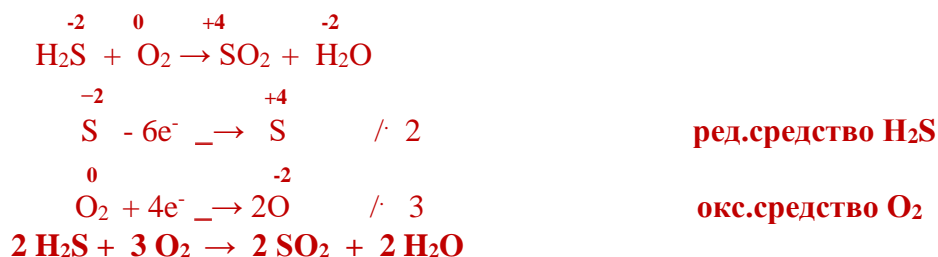 -2 0 +4 -2
H₂S + O₂ → SO₂ + H₂O
−2 +4
S - 6e⁻ _→ S /· 2 ред.средство H₂S
0 -2
O₂ + 4e⁻ _→ 2O /· 3 окс.средство O₂
2 H₂S + 3 O₂ → 2 SO₂ + 2 H₂O